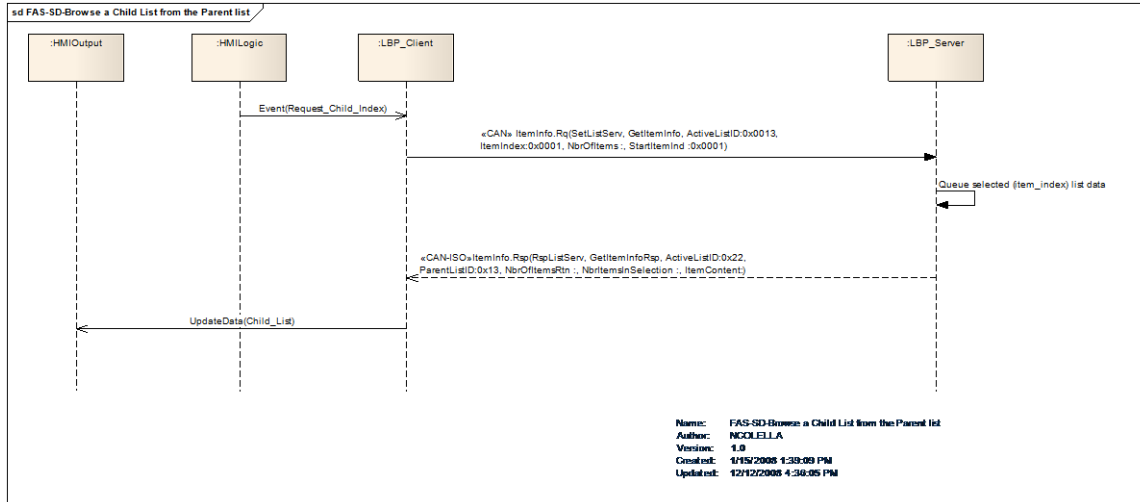 sd FAS-SD-Browse a Child List from the Parent list
:HMIOutput
:HMILogic
:LBP_Client
:LBP_Server
Event(Request_Child_Index)
«CAN» ItemInfo.Rq(SetListServ, GetItemInfo, ActiveListID:0x0013,
ItemIndex:0x0001, NbrOfItems :, StartItemInd :0x0001)
Queue selected (item_index) list data
«CAN-ISO»ItemInfo.Rsp(RspListServ, GetItemInfoRsp, ActiveListID:0x22,
ParentListID:0x13, NbrOfItemsRtn :, NbrItemsInSelection :, ItemContent:)
UpdateData(Child_List)
Name: FAS-SD-Browse a Child List from the Parent list
Author: NCOLELLA
Version: 1.0
Created: 1/15/2008 1:39:09 PM
Updated: 12/12/2008 4:36:05 PM